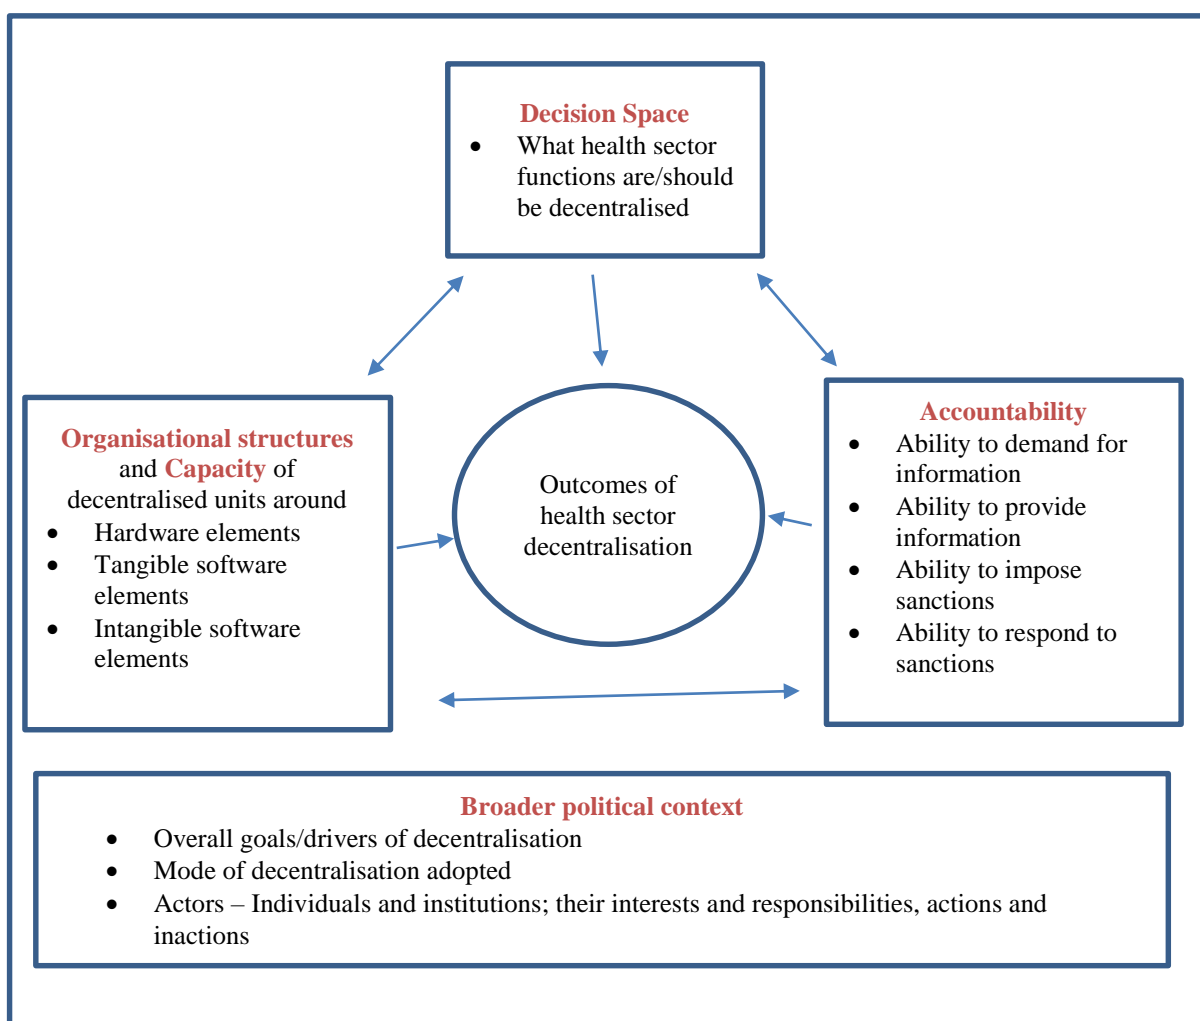 Decision Space
• What health sector
functions are/should
be decentralised
Organisational structures
and Capacity of
decentralised units around
• Hardware elements
• Tangible software
elements
• Intangible software
elements
Outcomes of
health sector
decentralisation
Accountability
• Ability to demand for
information
• Ability to provide
information
• Ability to impose
sanctions
• Ability to respond to
sanctions
Broader political context
• Overall goals/drivers of decentralisation
• Mode of decentralisation adopted
• Actors – Individuals and institutions; their interests and responsibilities, actions and
inactions